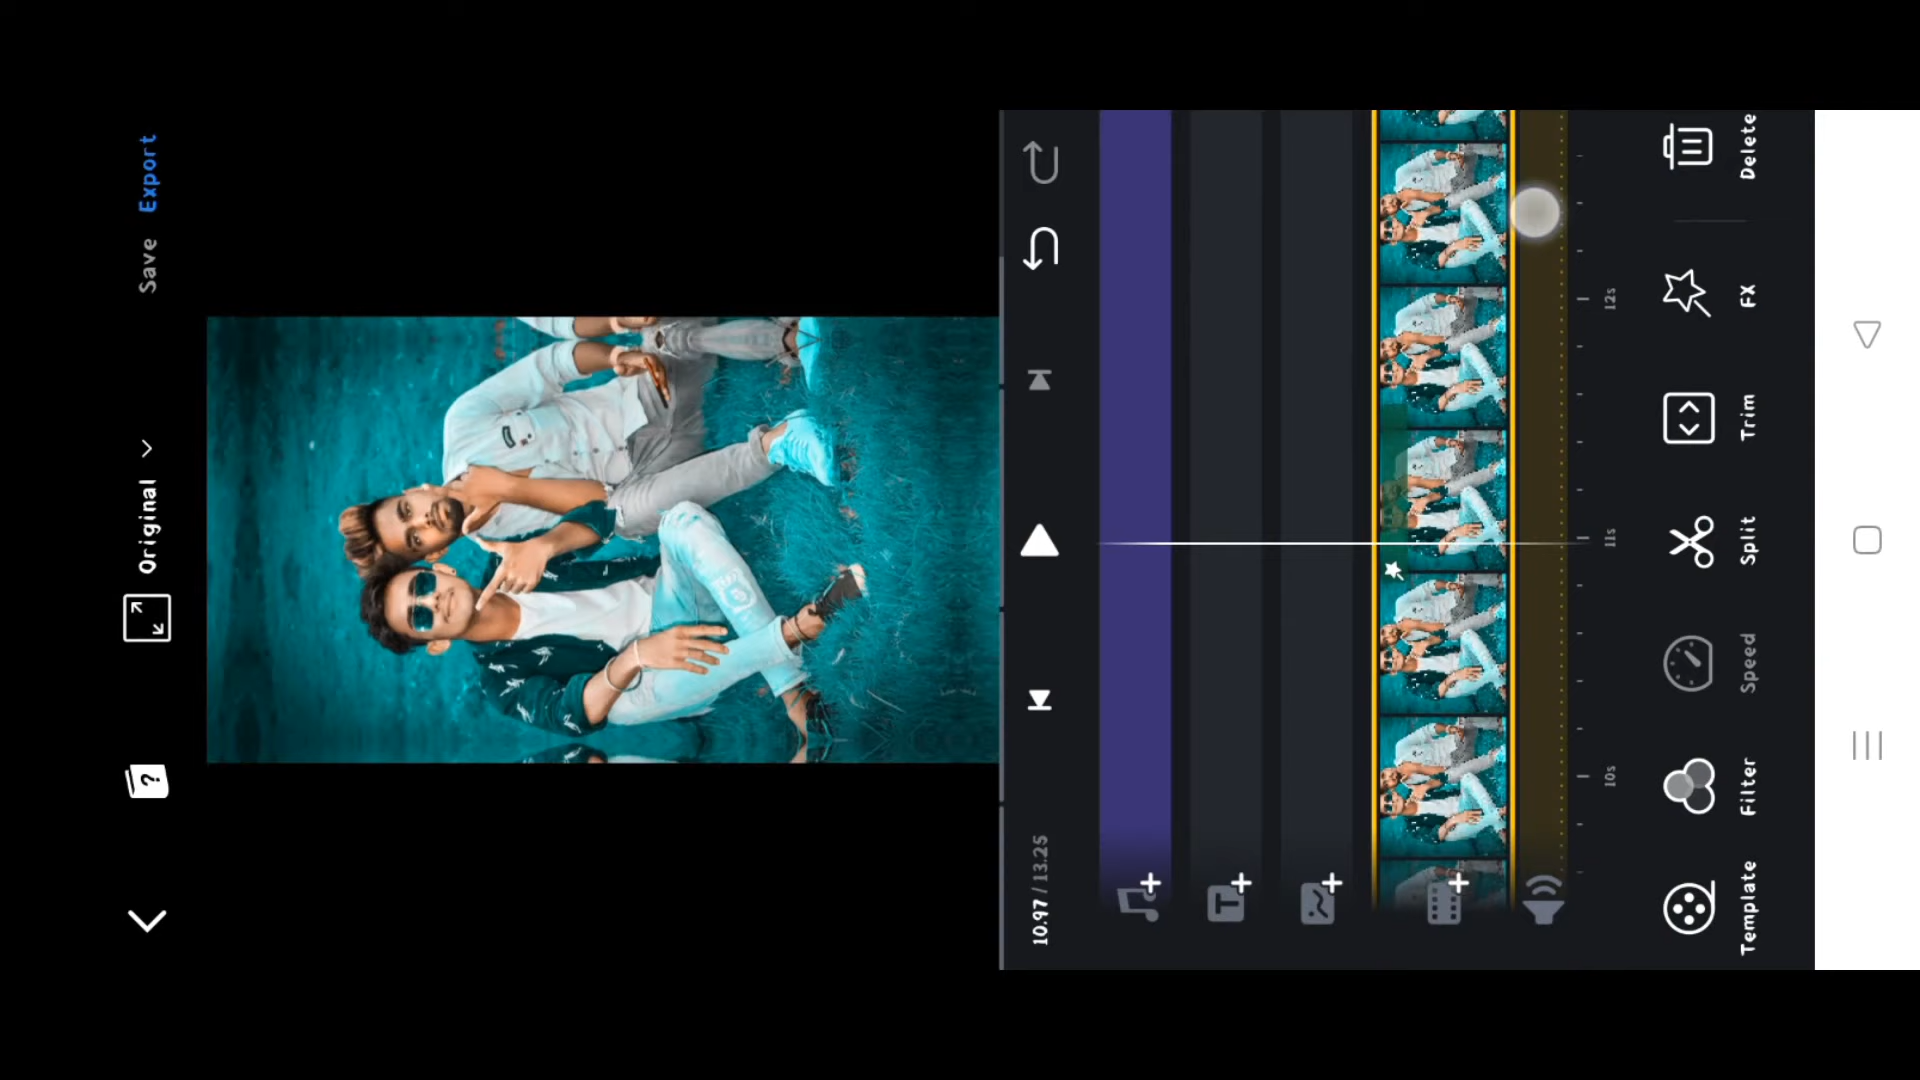 Original
Save
Export
10.97 / 13.25
10s
11s
12s
Template
Filter
Speed
Split
Trim
FX
Delete